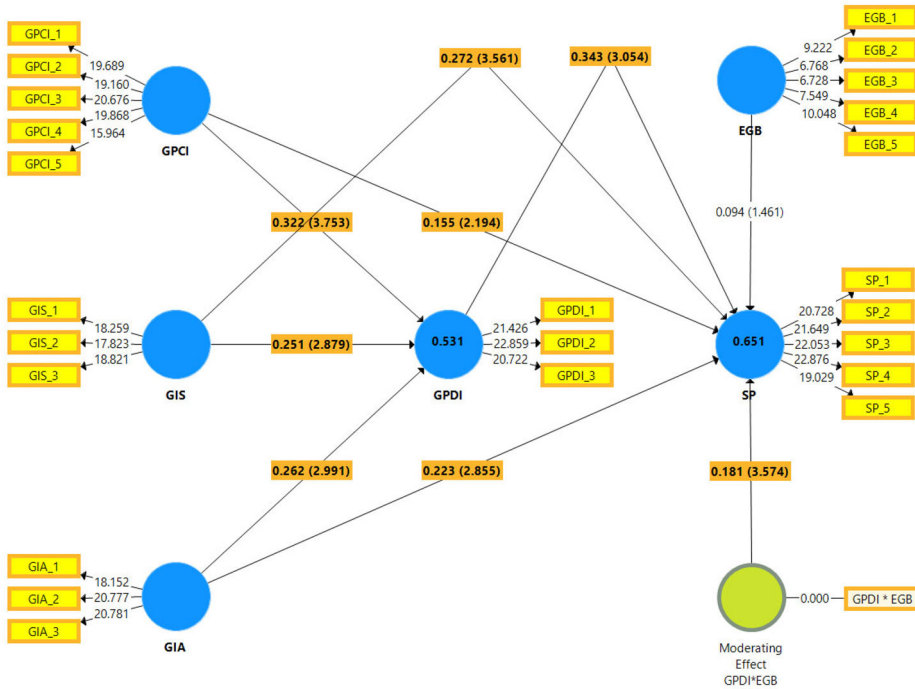 GPCI_1
GPCI_2
GPCI_3
GPCI_4
GPCI_5
19.689
19.160
20.676
19.868
15.964
GPCI
0.272 (3.561)
0.343 (3.054)
EGB_1
EGB_2
EGB_3
EGB_4
EGB_5
9.222
6.768
6.728
7.549
10.048
EGB
0.322 (3.753)
0.155 (2.194)
0.094 (1.461)
GIS_1
GIS_2
GIS_3
18.259
17.823
18.821
GIS
0.251 (2.879)
0.531
GPDI
21.426
22.859
20.722
GPDI_1
GPDI_2
GPDI_3
0.651
SP
20.728
21.649
22.053
22.876
19.029
SP_1
SP_2
SP_3
SP_4
SP_5
0.262 (2.991)
0.223 (2.855)
0.181 (3.574)
GIA_1
GIA_2
GIA_3
18.152
20.777
20.781
GIA
0.000
GPDI * EGB
Moderating
Effect
GPDI*EGB